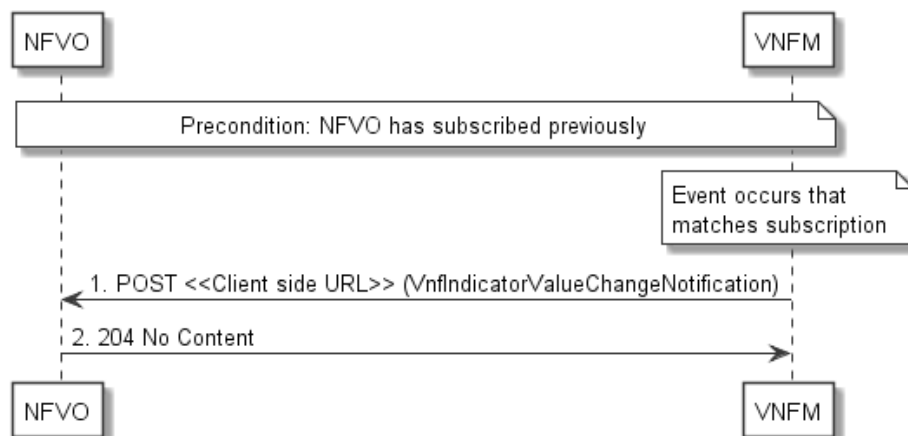 NFVO
VNFM
Precondition: NFVO has subscribed previously
Event occurs that
matches subscription
1. POST <<Client side URL>> (VnfIndicatorValueChangeNotification)
2. 204 No Content
NFVO
VNFM